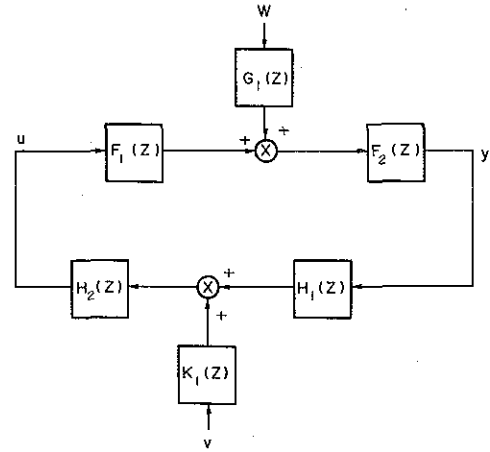 W
G₁(Z)
+
+
u
F₁(Z)
X
F₂(Z)
y
H₂(Z)
X
+
H₁(Z)
+
K₁(Z)
v